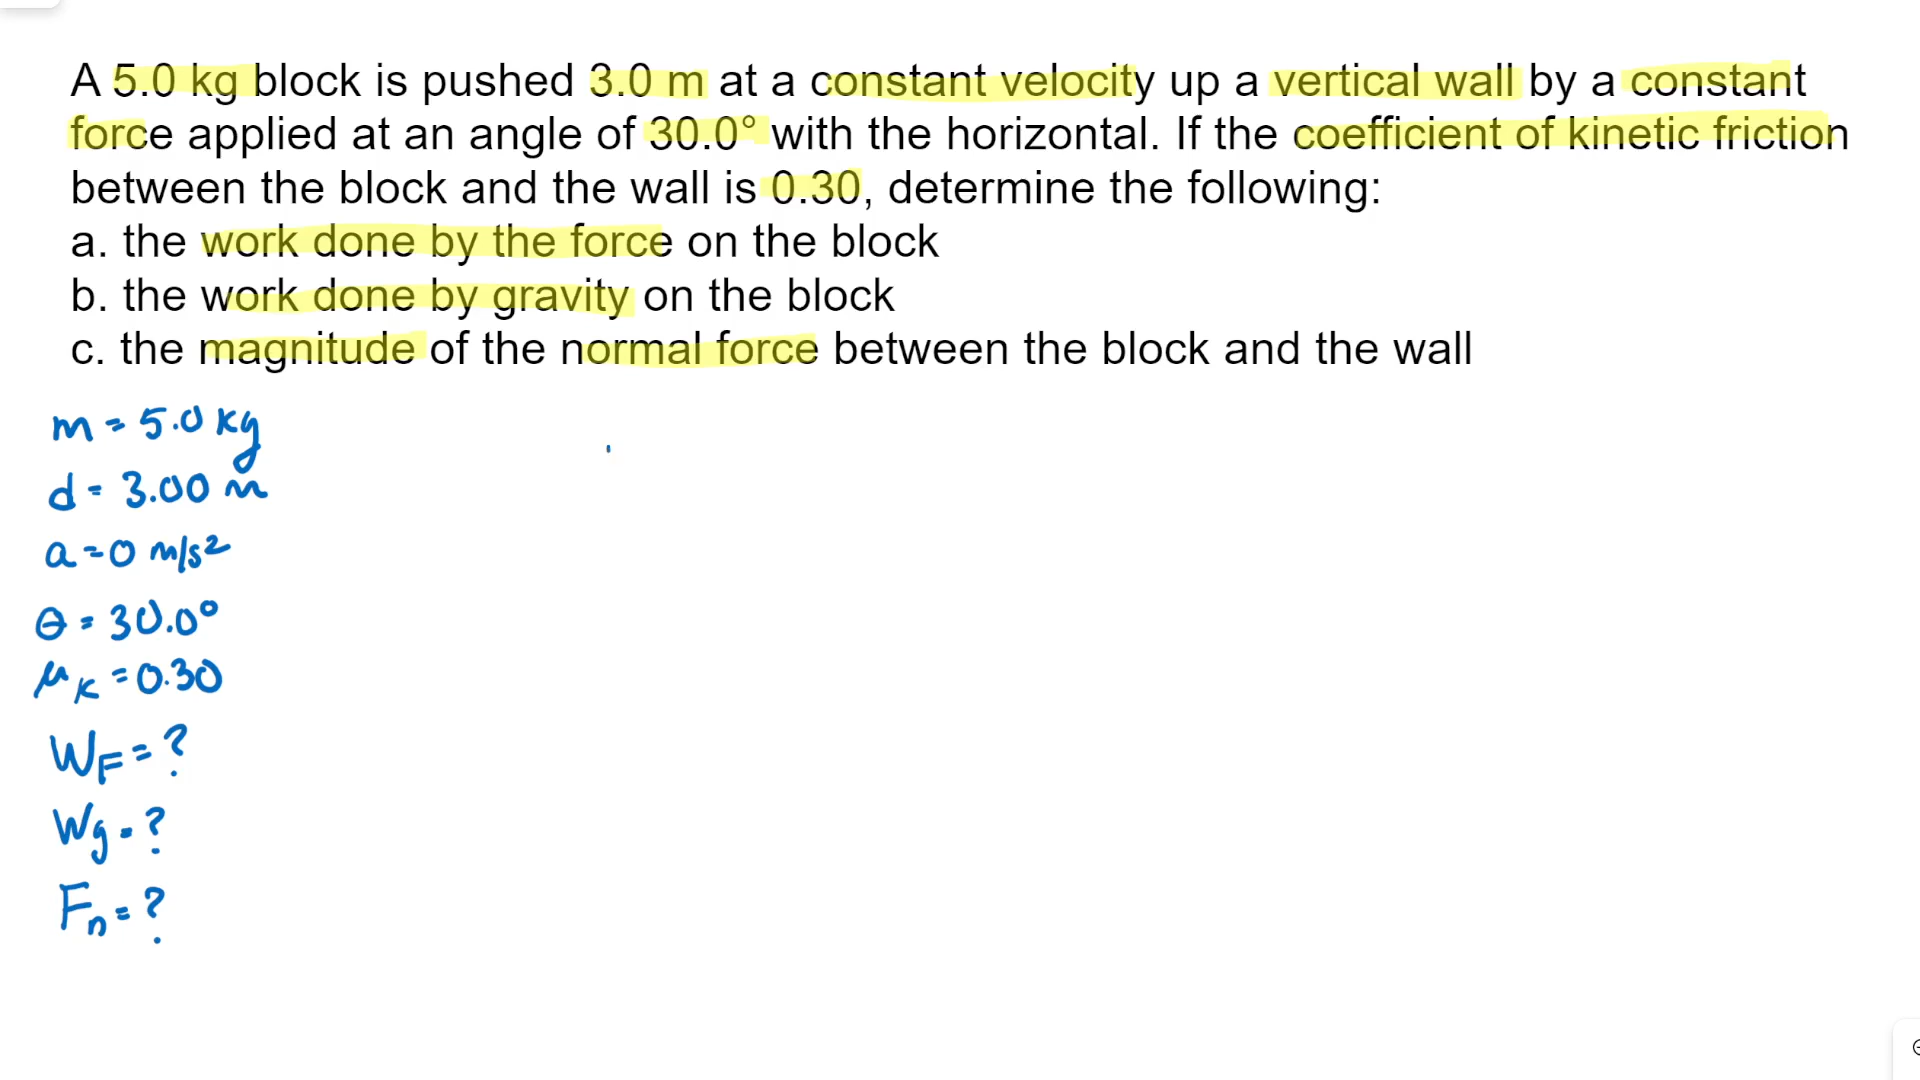 A 5.0 kg block is pushed 3.0 m at a constant velocity up a vertical wall by a constant
force applied at an angle of 30.0° with the horizontal. If the coefficient of kinetic friction
between the block and the wall is 0.30, determine the following:
a. the work done by the force on the block
b. the work done by gravity on the block
c. the magnitude of the normal force between the block and the wall
m = 5.0 kg
d = 3.00 m
a = 0 m/s²
θ = 30.0°
μK = 0.30
WF = ?
Wg = ?
Fn = ?